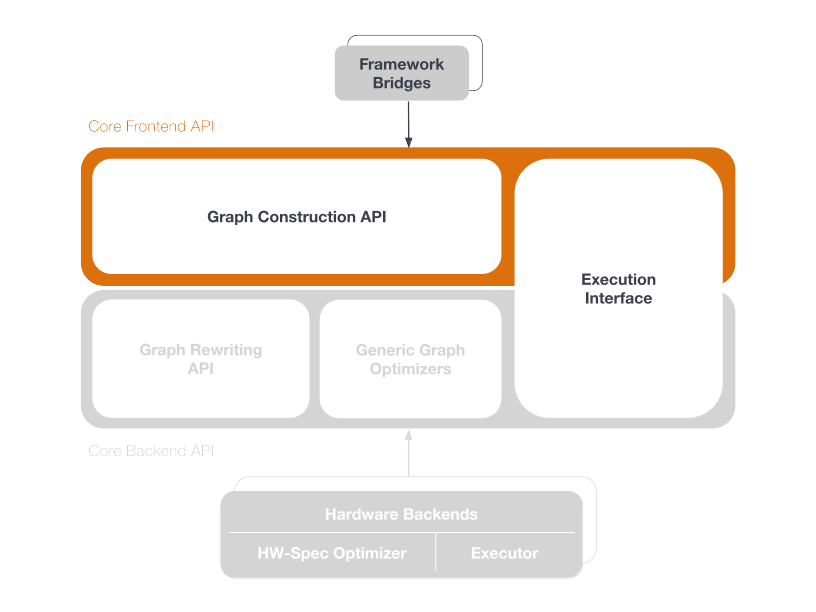 Framework
Bridges
Core Frontend API
Graph Construction API
Execution
Interface
Graph Rewriting
API
Generic Graph
Optimizers
Core Backend API
Hardware Backends
HW-Spec Optimizer
Executor